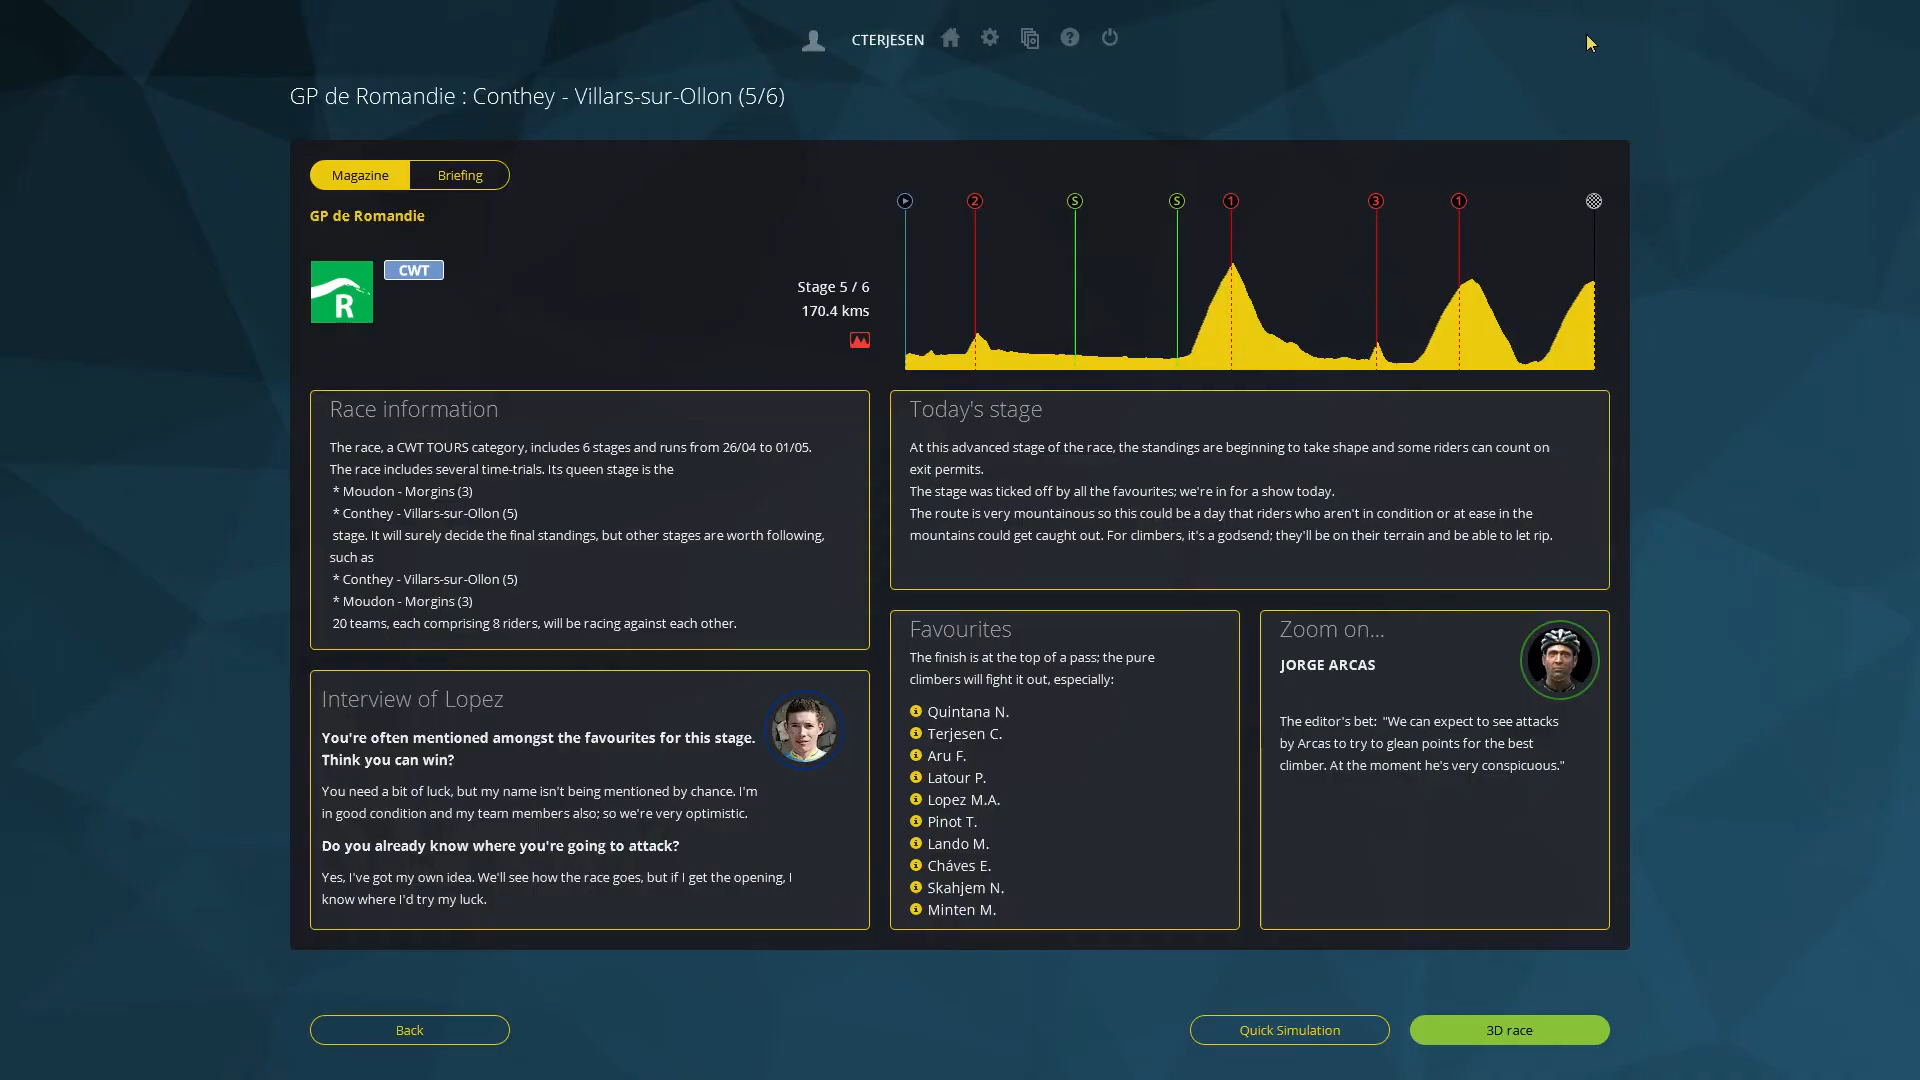 CTERJESEN
GP de Romandie : Conthey - Villars-sur-Ollon (5/6)
Magazine
Briefing
GP de Romandie
R
CWT
Stage 5 / 6
170.4 kms
2
S
S
1
3
1
Race information
The race, a CWT TOURS category, includes 6 stages and runs from 26/04 to 01/05.
The race includes several time-trials. Its queen stage is the
* Moudon - Morgins (3)
* Conthey - Villars-sur-Ollon (5)
stage. It will surely decide the final standings, but other stages are worth following,
such as
* Conthey - Villars-sur-Ollon (5)
* Moudon - Morgins (3)
20 teams, each comprising 8 riders, will be racing against each other.
Today's stage
At this advanced stage of the race, the standings are beginning to take shape and some riders can count on
exit permits.
The stage was ticked off by all the favourites; we're in for a show today.
The route is very mountainous so this could be a day that riders who aren't in condition or at ease in the
mountains could get caught out. For climbers, it's a godsend; they'll be on their terrain and be able to let rip.
Interview of Lopez
You're often mentioned amongst the favourites for this stage.
Think you can win?
You need a bit of luck, but my name isn't being mentioned by chance. I'm
in good condition and my team members also; so we're very optimistic.
Do you already know where you're going to attack?
Yes, I've got my own idea. We'll see how the race goes, but if I get the opening, I
know where I'd try my luck.
Favourites
The finish is at the top of a pass; the pure
climbers will fight it out, especially:
Quintana N.
Terjesen C.
Aru F.
Latour P.
Lopez M.A.
Pinot T.
Lando M.
Cháves E.
Skahjem N.
Minten M.
Zoom on...
JORGE ARCAS
The editor's bet: "We can expect to see attacks
by Arcas to try to glean points for the best
climber. At the moment he's very conspicuous."
Back
Quick Simulation
3D race